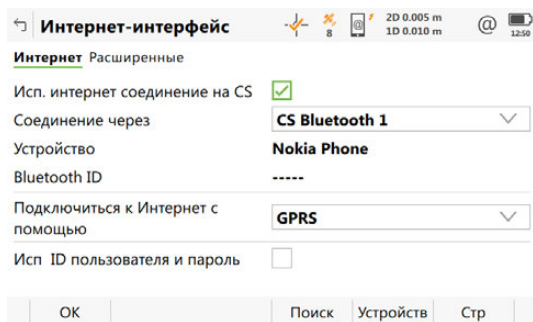 Интернет-интерфейс 8 @ 2D 0.005 m @
1D 0.010 m 12:50
Интернет Расширенные
Исп. интернет соединение на CS
Соединение через CS Bluetooth 1
Устройство Nokia Phone
Bluetooth ID -----
Подключиться к Интернет с
помощью GPRS
Исп ID пользователя и пароль
OK Поиск Устройств Стр